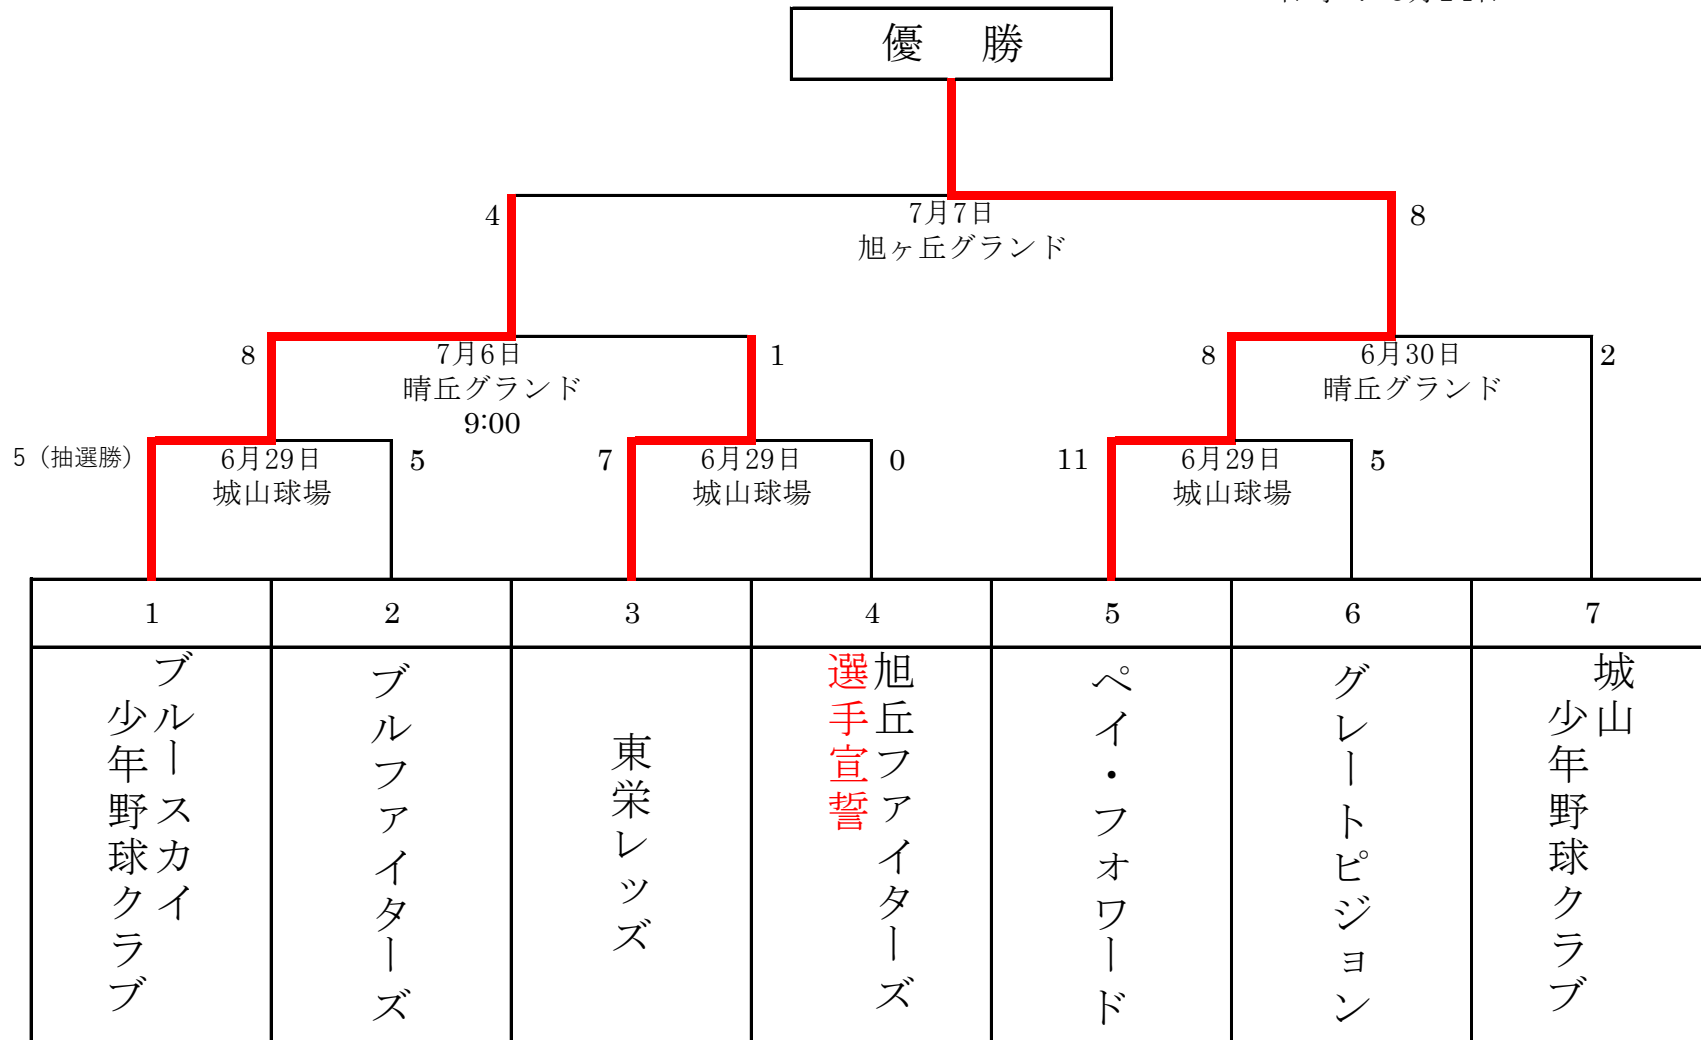 優 勝
4
7月7日
8
旭ヶ丘グランド
8
7月6日
1
8
6月30日
2
晴丘グランド
晴丘グランド
9:00
5（抽選勝）
6月29日
5
7
6月29日
0
11
6月29日
5
城山球場
城山球場
城山球場
1
2
3
4
5
6
7
ブルースカイ
少年野球クラブ
ブルファイターズ
東栄レッズ
旭丘ファイターズ
選手宣誓
ペイ・フォワード
グレートピジョン
城山
少年野球クラブ